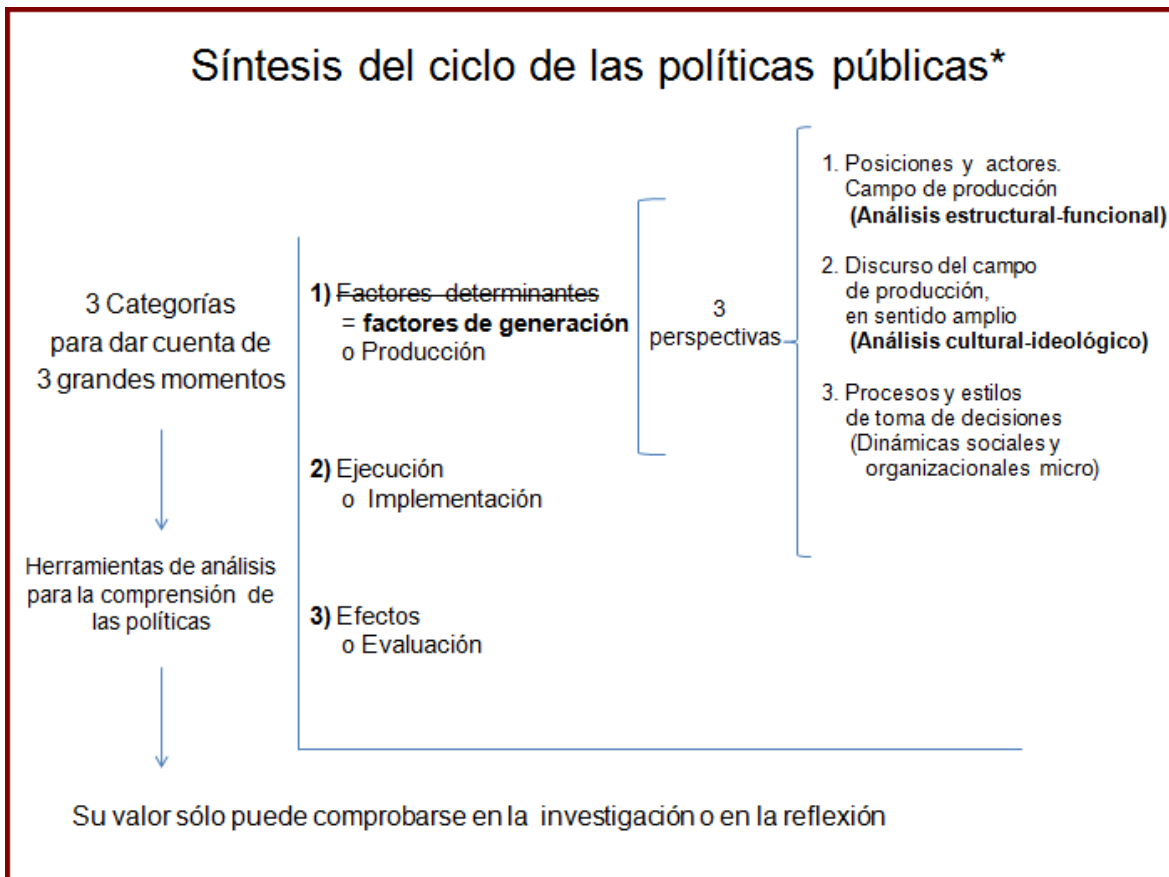 Síntesis del ciclo de las políticas públicas*
3 Categorías
para dar cuenta de
3 grandes momentos
Herramientas de análisis
para la comprensión de
las políticas
1) Factores determinantes
= factores de generación
o Producción
2) Ejecución
o Implementación
3) Efectos
o Evaluación
3
perspectivas
1. Posiciones y actores.
Campo de producción
(Análisis estructural-funcional)
2. Discurso del campo
de producción,
en sentido amplio
(Análisis cultural-ideológico)
3. Procesos y estilos
de toma de decisiones
(Dinámicas sociales y
organizacionales micro)
Su valor sólo puede comprobarse en la investigación o en la reflexión